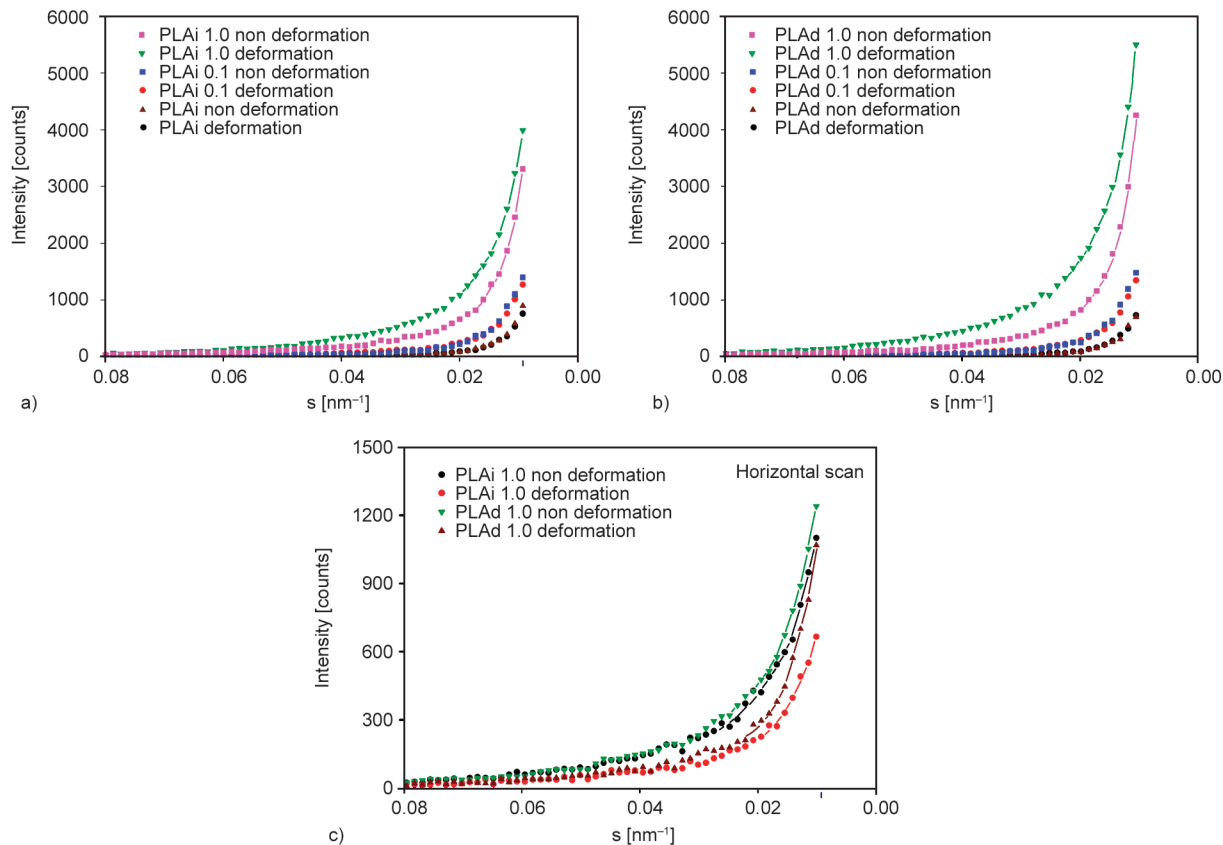 6000
5000
4000
3000
2000
1000
0
Intensity [counts]
PLAi 1.0 non deformation
PLAi 1.0 deformation
PLAi 0.1 non deformation
PLAi 0.1 deformation
PLAi non deformation
PLAi deformation
0.08 0.06 0.04 0.02 0.00
s [nm⁻¹]
a)
6000
5000
4000
3000
2000
1000
0
Intensity [counts]
PLAd 1.0 non deformation
PLAd 1.0 deformation
PLAd 0.1 non deformation
PLAd 0.1 deformation
PLAd non deformation
PLAd deformation
0.08 0.06 0.04 0.02 0.00
s [nm⁻¹]
b)
1500
1200
900
600
300
0
Intensity [counts]
PLAi 1.0 non deformation
PLAi 1.0 deformation
PLAd 1.0 non deformation
PLAd 1.0 deformation
Horizontal scan
0.08 0.06 0.04 0.02 0.00
s [nm⁻¹]
c)